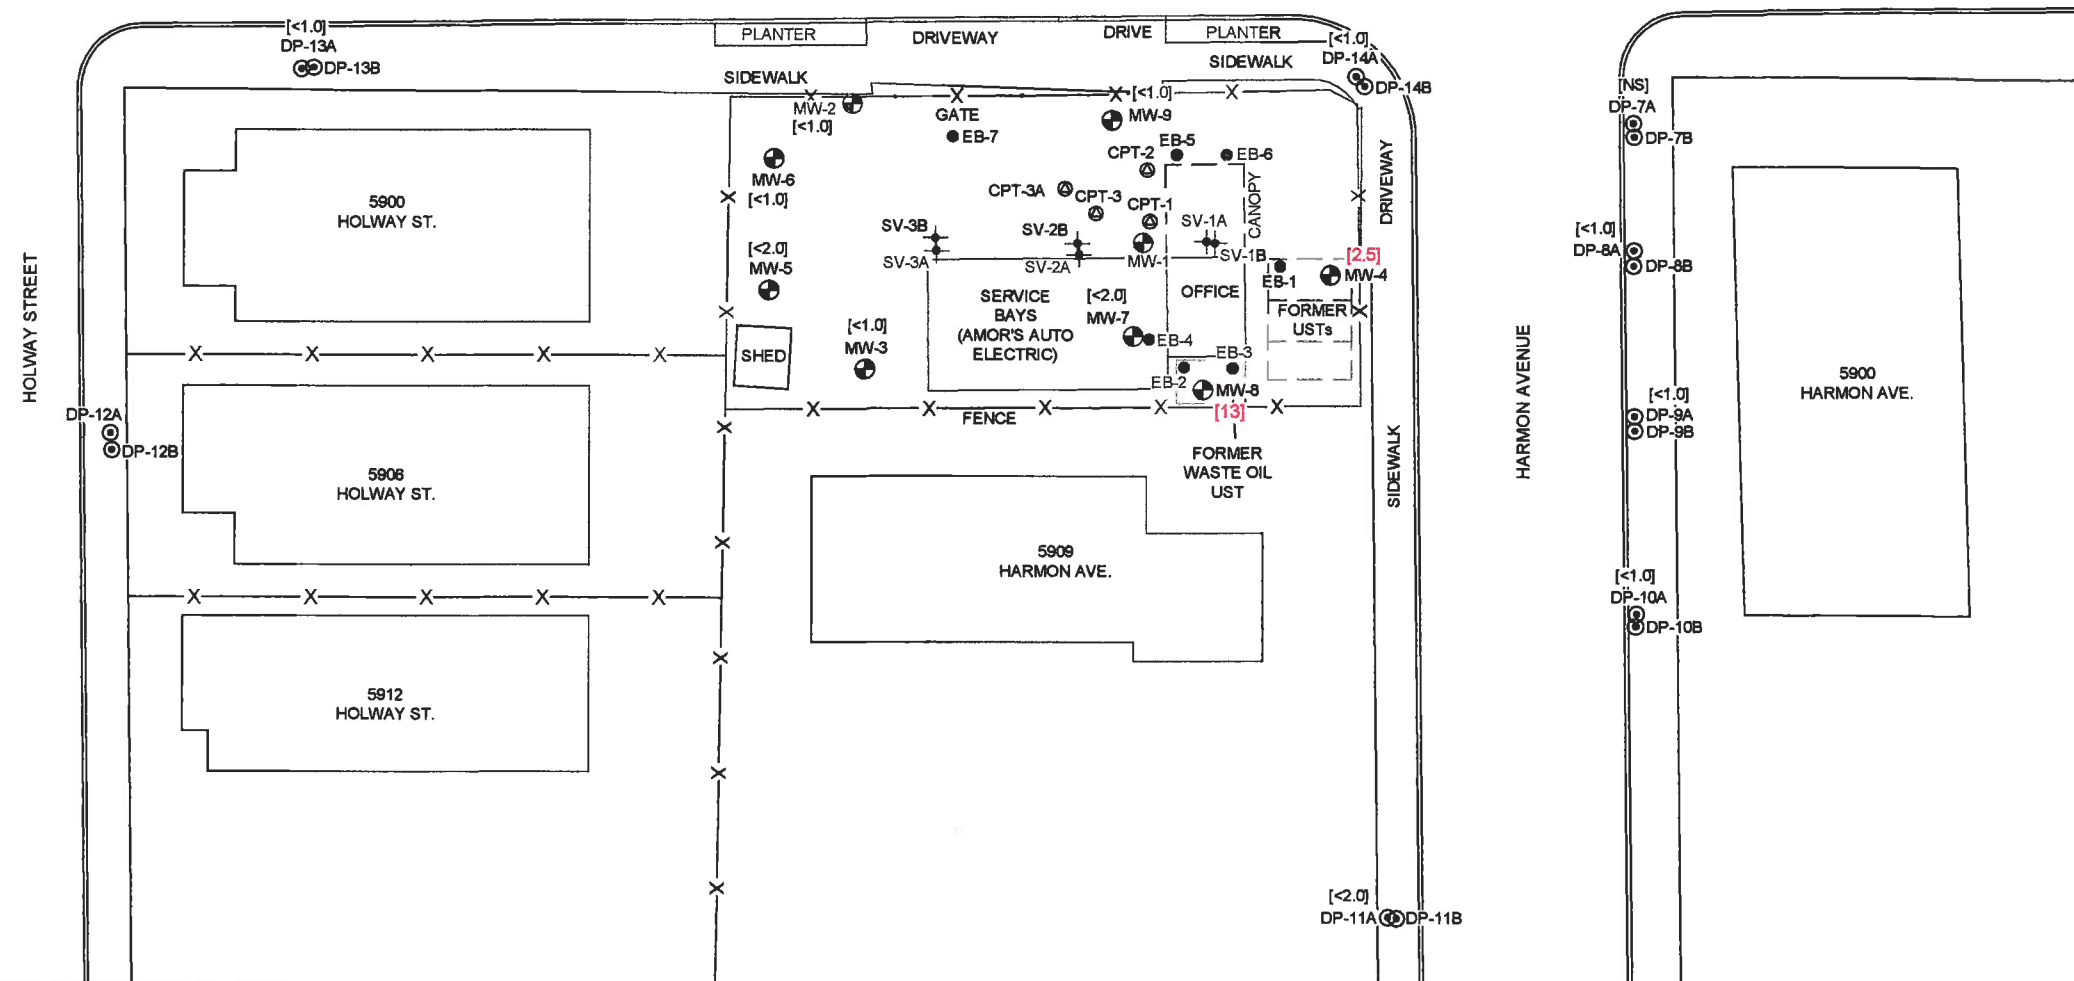 [<1.0]
DP-13A
DP-13B
PLANTER
DRIVEWAY
DRIVE
PLANTER
SIDEWALK
SIDEWALK
[<1.0]
DP-14A
DP-14B
[NS]
DP-7A
DP-7B
MW-2
[<1.0]
GATE
EB-7
[<1.0]
MW-9
EB-5
EB-6
CPT-2
MW-6
[<1.0]
CPT-3A
CPT-3
CPT-1
CANOPY
DRIVEWAY
5900
HOLWAY ST.
SV-3B
SV-3A
SV-2B
SV-2A
SV-1A
SV-1B
MW-1
[<2.0]
MW-5
[2.5]
MW-4
EB-1
[<1.0]
DP-8A
DP-8B
HOLWAY STREET
SERVICE
BAYS
(AMOR'S AUTO
ELECTRIC)
[<2.0]
MW-7
EB-4
OFFICE
FORMER
USTs
[<1.0]
MW-3
SHED
EB-3
EB-2
MW-8
[13]
FENCE
HARMON AVENUE
5900
HARMON AVE.
[<1.0]
DP-9A
DP-9B
DP-12A
DP-12B
FORMER
WASTE OIL
UST
SIDEWALK
5906
HOLWAY ST.
5909
HARMON AVE.
[<1.0]
DP-10A
DP-10B
5912
HOLWAY ST.
[<2.0]
DP-11A
DP-11B